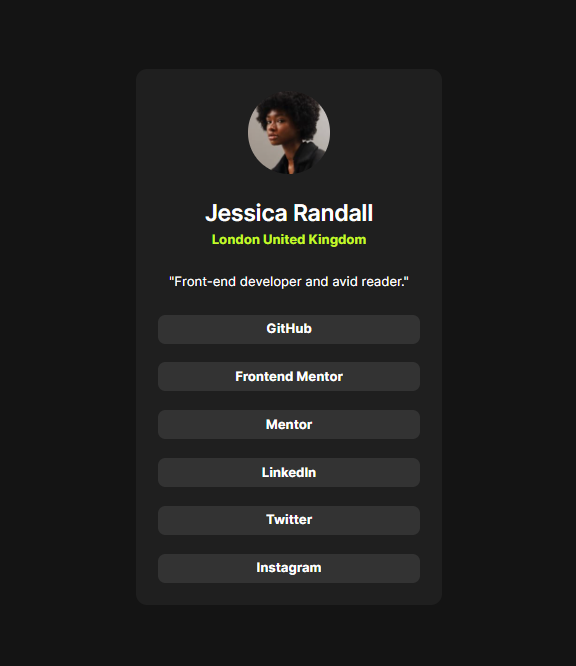 Jessica Randall
London United Kingdom
"Front-end developer and avid reader."
GitHub
Frontend Mentor
Mentor
LinkedIn
Twitter
Instagram